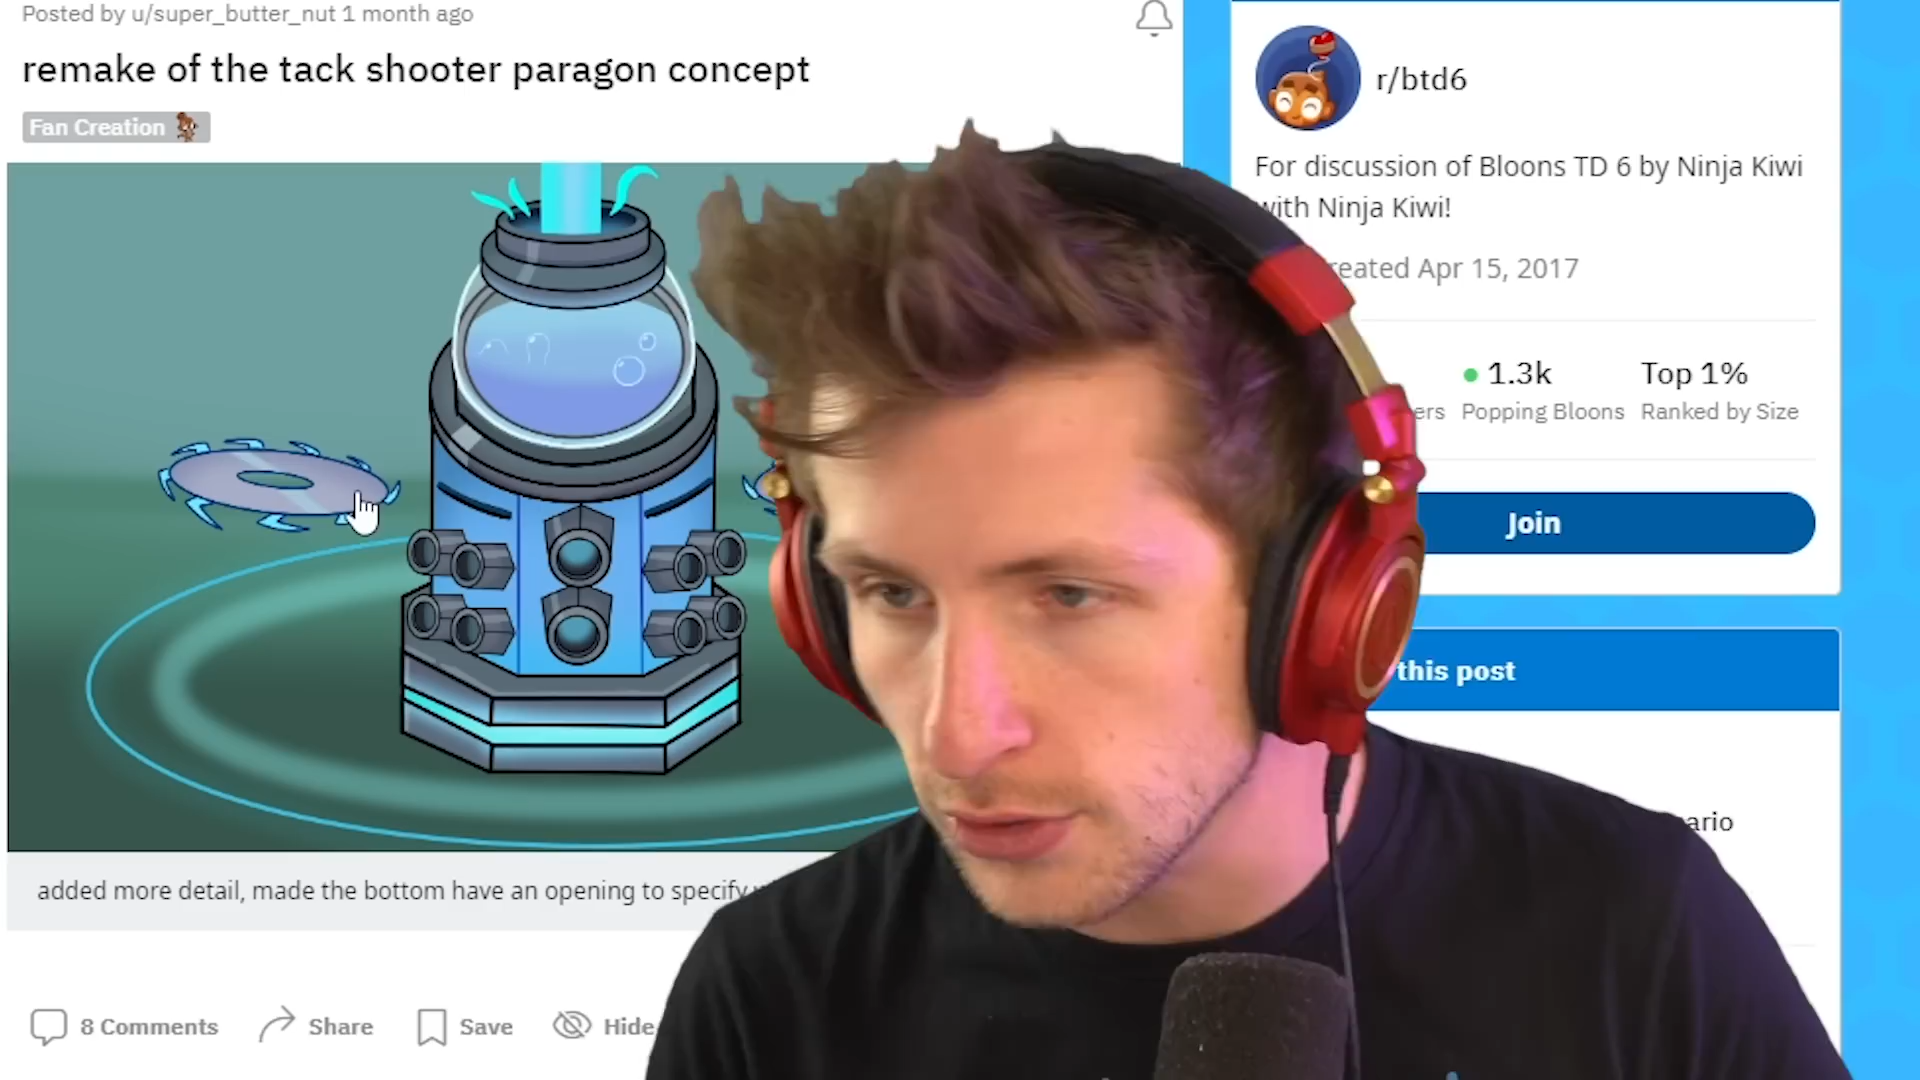 Posted by u/super_butter_nut 1 month ago
remake of the tack shooter paragon concept
Fan Creation
added more detail, made the bottom have an opening to specify
8 Comments
Share
Save
Hide
r/btd6
For discussion of Bloons TD 6 by Ninja Kiwi
with Ninja Kiwi!
reated Apr 15, 2017
1.3k
Top 1%
ers
Popping Bloons
Ranked by Size
Join
this post
ario